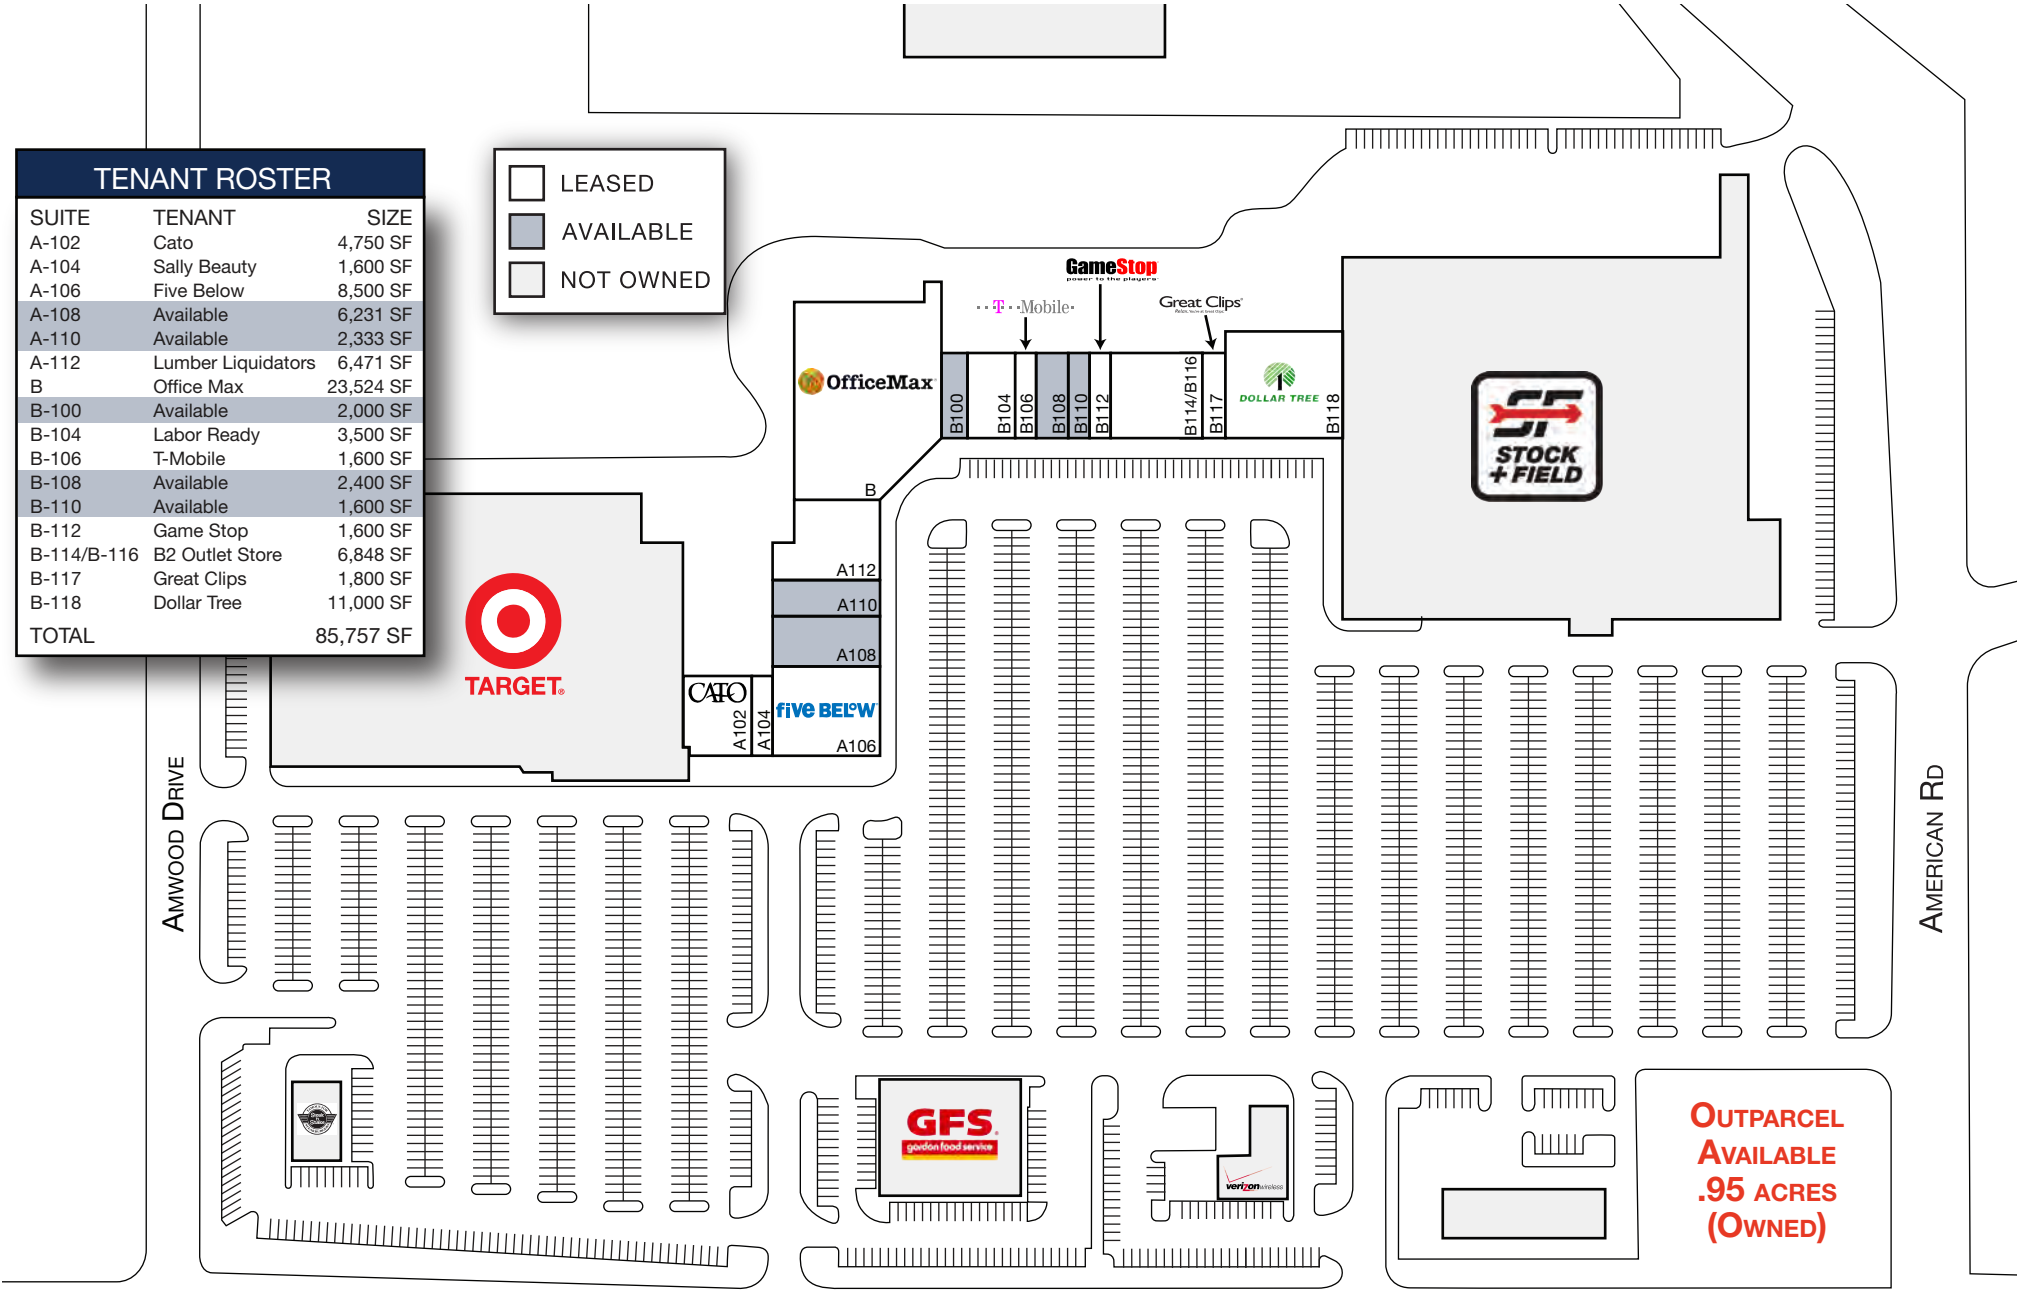 TENANT ROSTER
SUITE TENANT SIZE
A-102 Cato 4,750 SF
A-104 Sally Beauty 1,600 SF
A-106 Five Below 8,500 SF
A-108 Available 6,231 SF
A-110 Available 2,333 SF
A-112 Lumber Liquidators 6,471 SF
B Office Max 23,524 SF
B-100 Available 2,000 SF
B-104 Labor Ready 3,500 SF
B-106 T-Mobile 1,600 SF
B-108 Available 2,400 SF
B-110 Available 1,600 SF
B-112 Game Stop 1,600 SF
B-114/B-116 B2 Outlet Store 6,848 SF
B-117 Great Clips 1,800 SF
B-118 Dollar Tree 11,000 SF
TOTAL 85,757 SF
LEASED
AVAILABLE
NOT OWNED
GameStop
power to the players
T Mobile
Great Clips
OfficeMax
B100
B104
B106
B108
B110
B112
B114/B116
B117
DOLLAR TREE
B118
SF
STOCK
+ FIELD
B
A112
A110
A108
TARGET
CATO
A102
A104
fiVe BELOW
A106
AMWOOD DRIVE
AMERICAN RD
GFS
gordon food service
verizon wireless
OUTPARCEL
AVAILABLE
.95 ACRES
(OWNED)